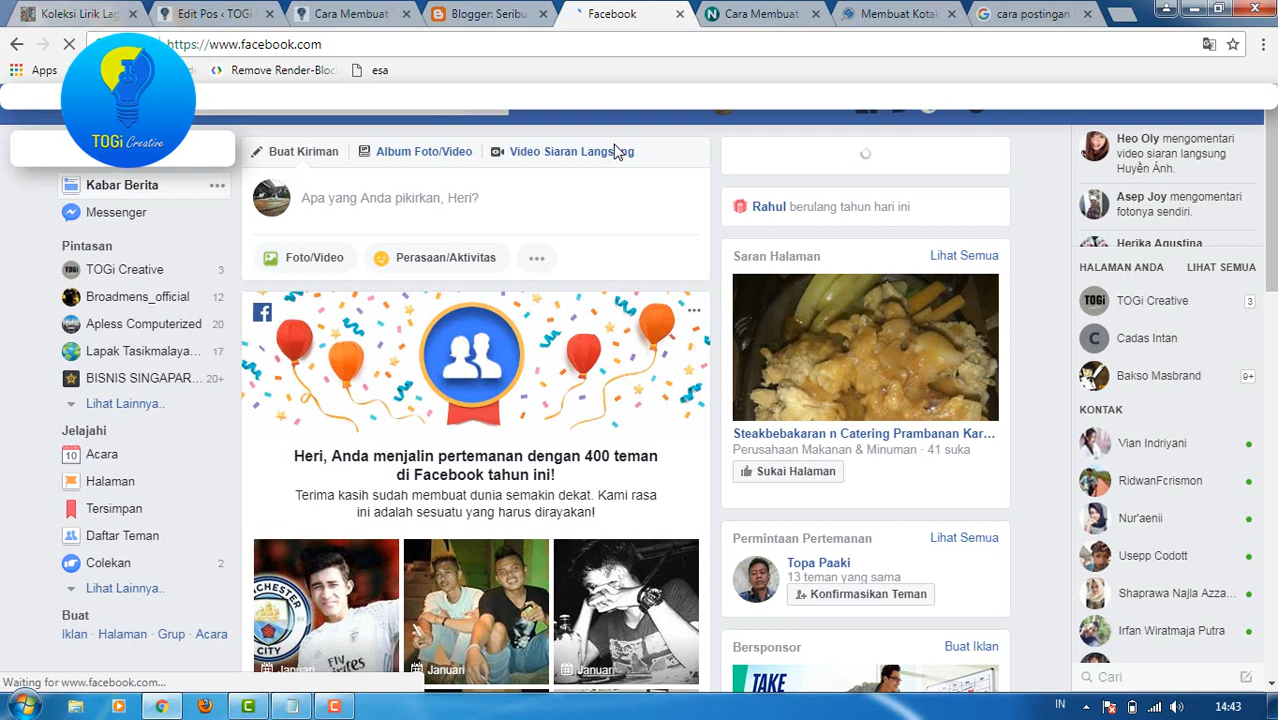 Koleksi Lirik Lag
Edit Pos ‹ TOGi
Cara Membuat
Blogger: Seribu
Facebook
Cara Membuat
Membuat Kotak
cara postingan
https://www.facebook.com
Apps
Remove Render-Bloc
esa
TOGi Creative
Buat Kiriman
Album Foto/Video
Video Siaran Langsung
Apa yang Anda pikirkan, Heri?
Foto/Video
Perasaan/Aktivitas
Kabar Berita
Messenger
Pintasan
TOGi Creative 3
Broadmens_official 12
Apless Computerized 20
Lapak Tasikmalaya... 17
BISNIS SINGAPAR... 20+
Lihat Lainnya..
Jelajahi
10 Acara
Halaman
Tersimpan
Daftar Teman
Colekan 2
Lihat Lainnya..
Buat
Iklan · Halaman · Grup · Acara
Heri, Anda menjalin pertemanan dengan 400 teman
di Facebook tahun ini!
Terima kasih sudah membuat dunia semakin dekat. Kami rasa
ini adalah sesuatu yang harus dirayakan!
MANCHESTER
Januari
Januari
Januari
Rahul berulang tahun hari ini
Saran Halaman Lihat Semua
Steakbebakaran n Catering Prambanan Kar...
Perusahaan Makanan & Minuman · 41 suka
Sukai Halaman
Permintaan Pertemanan Lihat Semua
Topa Paaki
13 teman yang sama
Konfirmasikan Teman
Bersponsor Buat Iklan
TAKE
Heo Oly mengomentari
video siaran langsung
Huyền Ánh.
Asep Joy mengomentari
fotonya sendiri.
Herika Agustina
HALAMAN ANDA LIHAT SEMUA
TOGi Creative 3
Cadas Intan
Bakso Masbrand 9+
KONTAK
Vian Indriyani
RidwanFcrismon
Nur'aenii
Usepp Codott
Shaprawa Najla Azza...
Irfan Wiratmaja Putra
Cari
Waiting for www.facebook.com...
IN
14:43